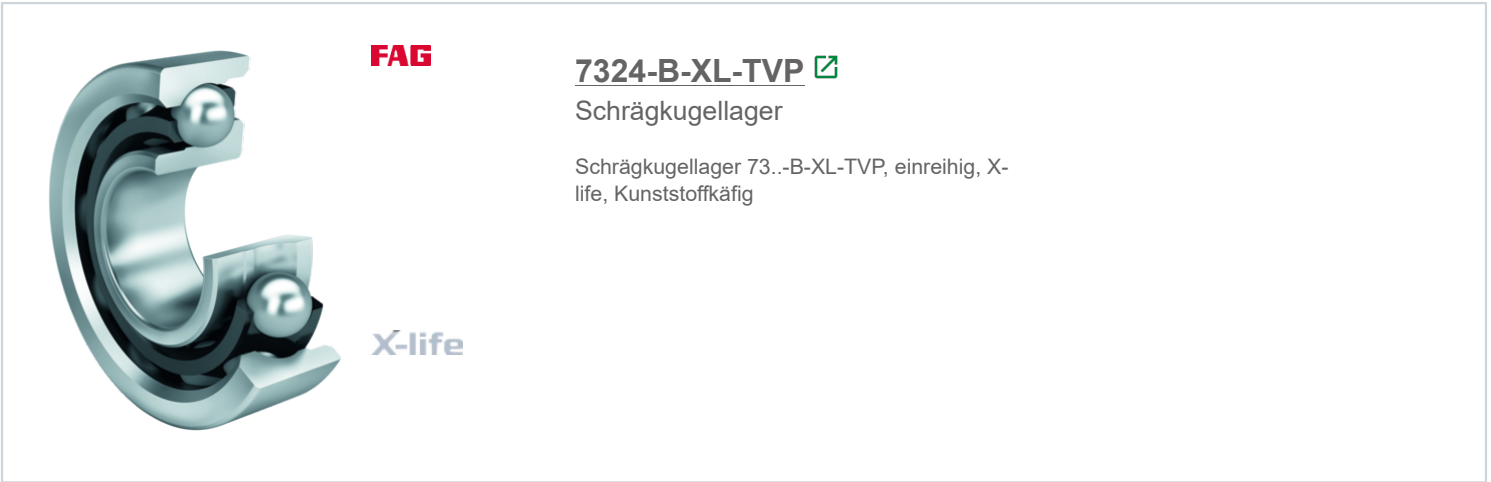 FAG
7324-B-XL-TVP
Schrägkugellager
Schrägkugellager 73..-B-XL-TVP, einreihig, X-
life, Kunststoffkäfig
X-life